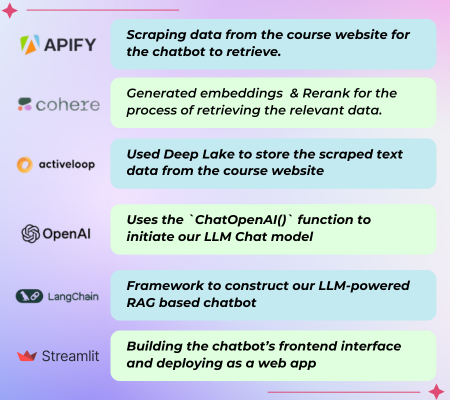 APIFY
Scraping data from the course website for
the chatbot to retrieve.
cohere
Generated embeddings & Rerank for the
process of retrieving the relevant data.
activeloop
Used Deep Lake to store the scraped text
data from the course website
OpenAI
Uses the `ChatOpenAI()` function to
initiate our LLM Chat model
LangChain
Framework to construct our LLM-powered
RAG based chatbot
Streamlit
Building the chatbot's frontend interface
and deploying as a web app